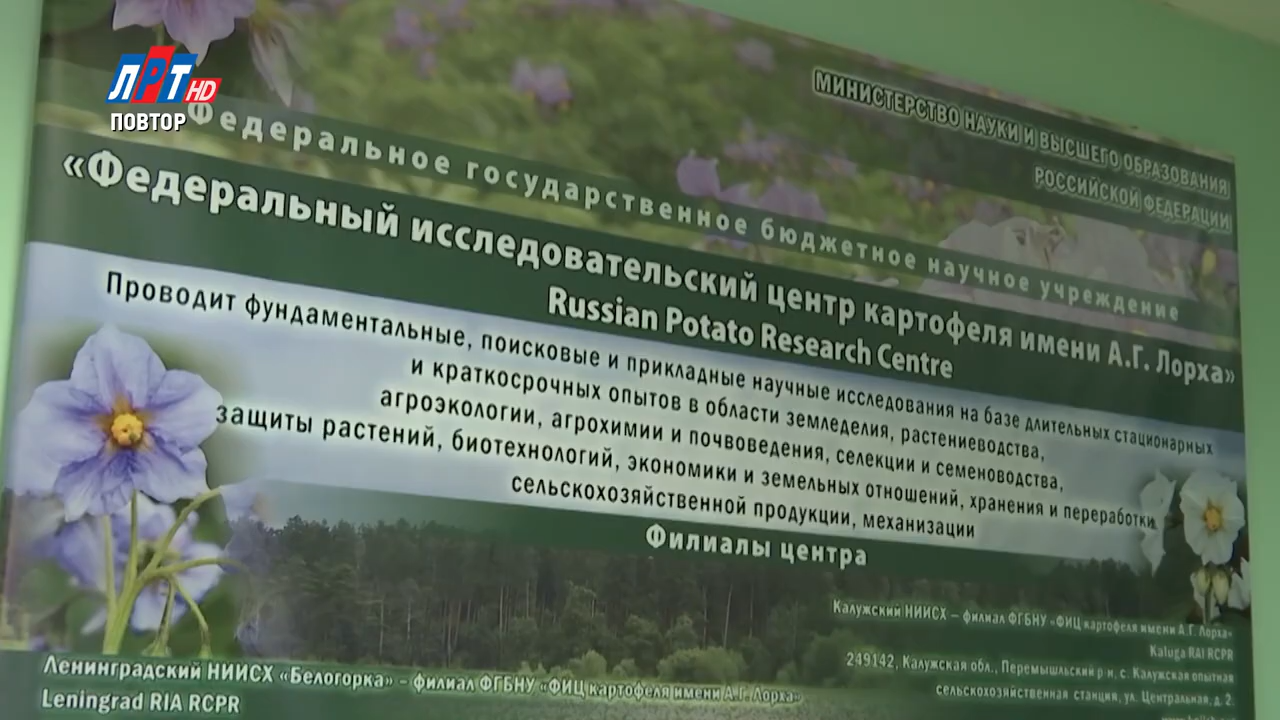 ЛРТ HD
ПОВТОР
МИНИСТЕРСТВО НАУКИ И ВЫСШЕГО ОБРАЗОВАНИЯ
РОССИЙСКОЙ ФЕДЕРАЦИИ
Федеральное государственное бюджетное научное учреждение
«Федеральный исследовательский центр картофеля имени А.Г. Лорха»
Russian Potato Research Centre
Проводит фундаментальные, поисковые и прикладные научные исследования на базе длительных стационарных
и краткосрочных опытов в области земледелия, растениеводства,
агроэкологии, агрохимии и почвоведения, селекции и семеноводства,
защиты растений, биотехнологий, экономики и земельных отношений, хранения и переработки
сельскохозяйственной продукции, механизации
Филиалы центра
Ленинградский НИИСХ «Белогорка» – филиал ФГБНУ «ФИЦ картофеля имени А.Г. Лорха»
Leningrad RIA RCPR
Калужский НИИСХ – филиал ФГБНУ «ФИЦ картофеля имени А.Г. Лорха»
Kaluga RAI RCPR
249142, Калужская обл., Перемышльский р-н, с. Калужская опытная
сельскохозяйственная станция, ул. Центральная, д. 2.